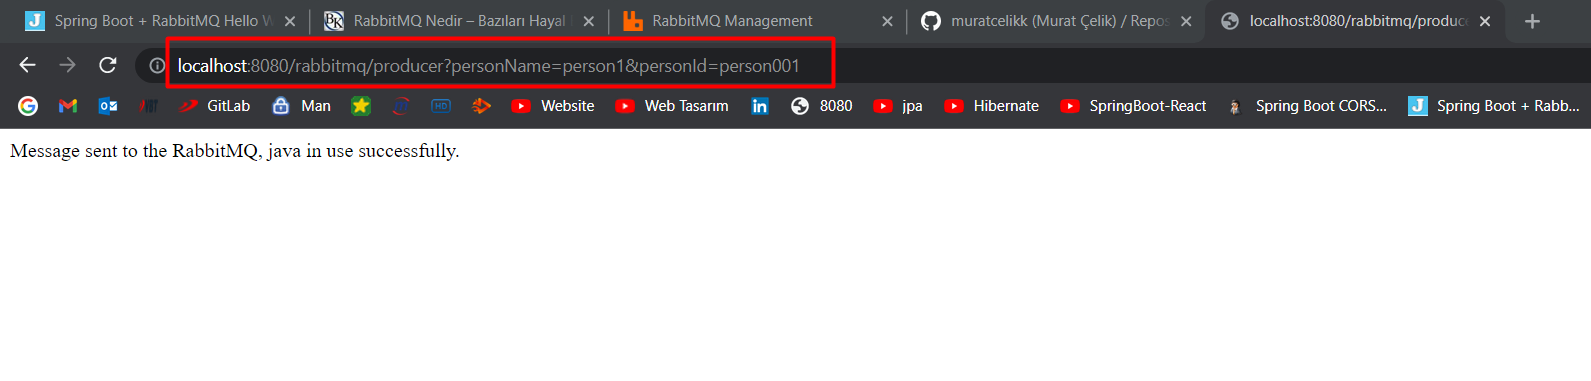 Spring Boot + RabbitMQ Hello W
RabbitMQ Nedir – Bazıları Hayal
RabbitMQ Management
muratcelikk (Murat Çelik) / Repos
localhost:8080/rabbitmq/produce
localhost:8080/rabbitmq/producer?personName=person1&personId=person001
GitLab
Man
HD
Website
Web Tasarım
8080
jpa
Hibernate
SpringBoot-React
Spring Boot CORS...
Spring Boot + Rabb...
Message sent to the RabbitMQ, java in use successfully.